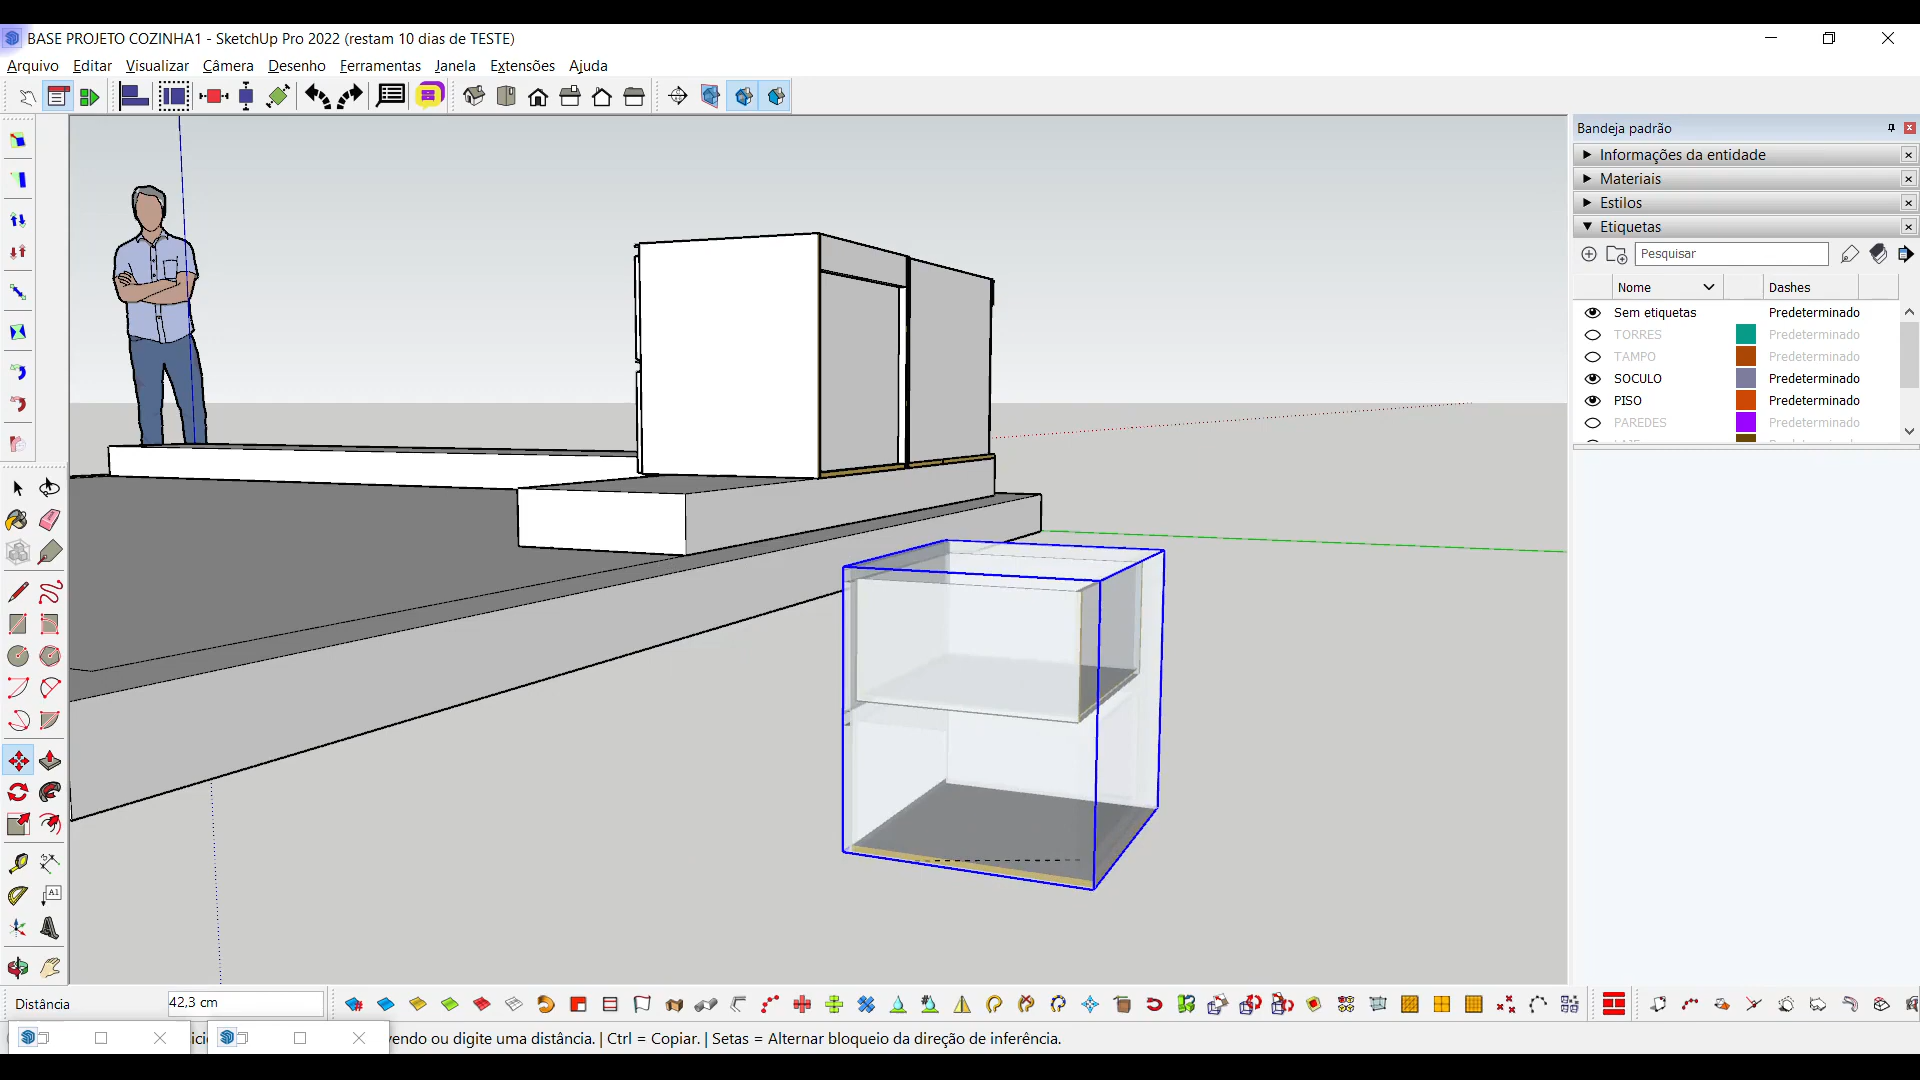 BASE PROJETO COZINHA1 - SketchUp Pro 2022 (restam 10 dias de TESTE)
Arquivo Editar Visualizar Câmera Desenho Ferramentas Janela Extensões Ajuda
Bandeja padrão
Informações da entidade
Materiais
Estilos
Etiquetas
Pesquisar
Nome Dashes
Sem etiquetas Predeterminado
TORRES Predeterminado
TAMPO Predeterminado
SOCULO Predeterminado
PISO Predeterminado
PAREDES Predeterminado
A1
Distância 42,3 cm
vendo ou digite uma distância. | Ctrl = Copiar. | Setas = Alternar bloqueio da direção de inferência.